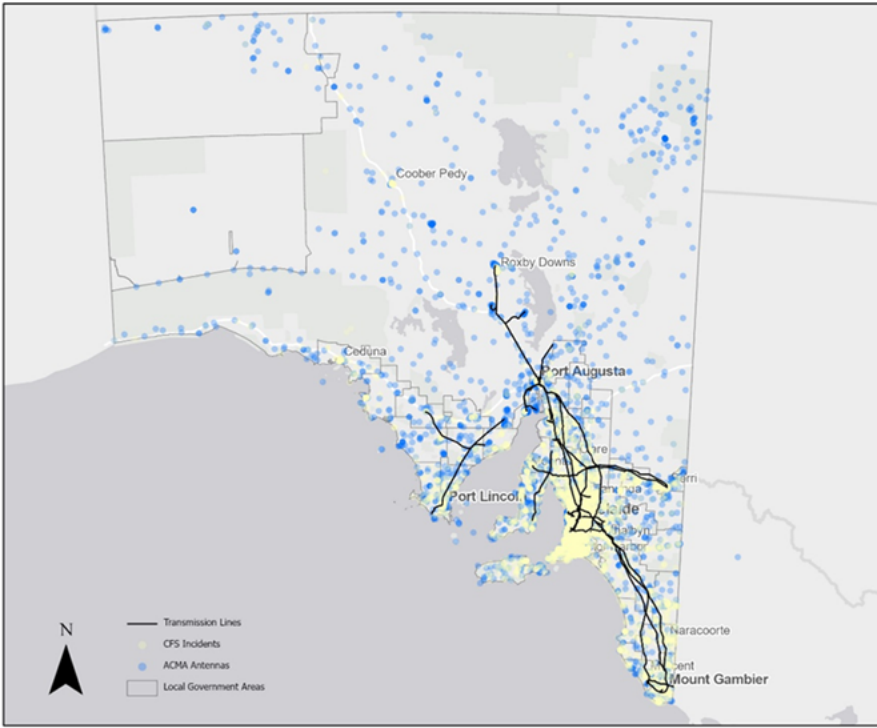 Coober Pedy
Roxby Downs
Ceduna
Port Augusta
Port Lincol
Naracoorte
Mount Gambier
N
Transmission Lines
CFS Incidents
ACMA Antennas
Local Government Areas